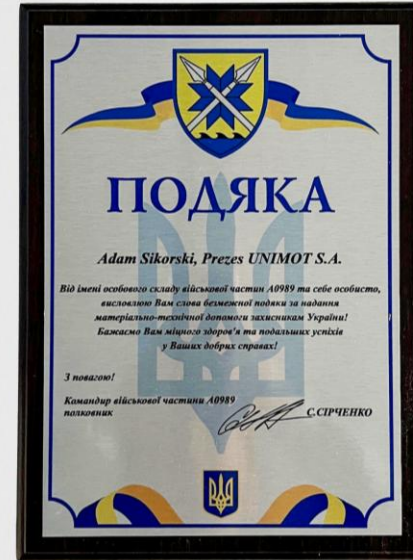 ПОДЯКА
Adam Sikorski, Prezes UNIMOT S.A.
Від імені особового складу військової частин А0989 та себе особисто,
висловлюю Вам слова безмежної подяки за надання
матеріально-технічної допомоги захисникам України!
Бажаємо Вам міцного здоров'я та подальших успіхів
у Ваших добрих справах!
З повагою!
Командир військової частини А0989
полковник С.СІРЧЕНКО